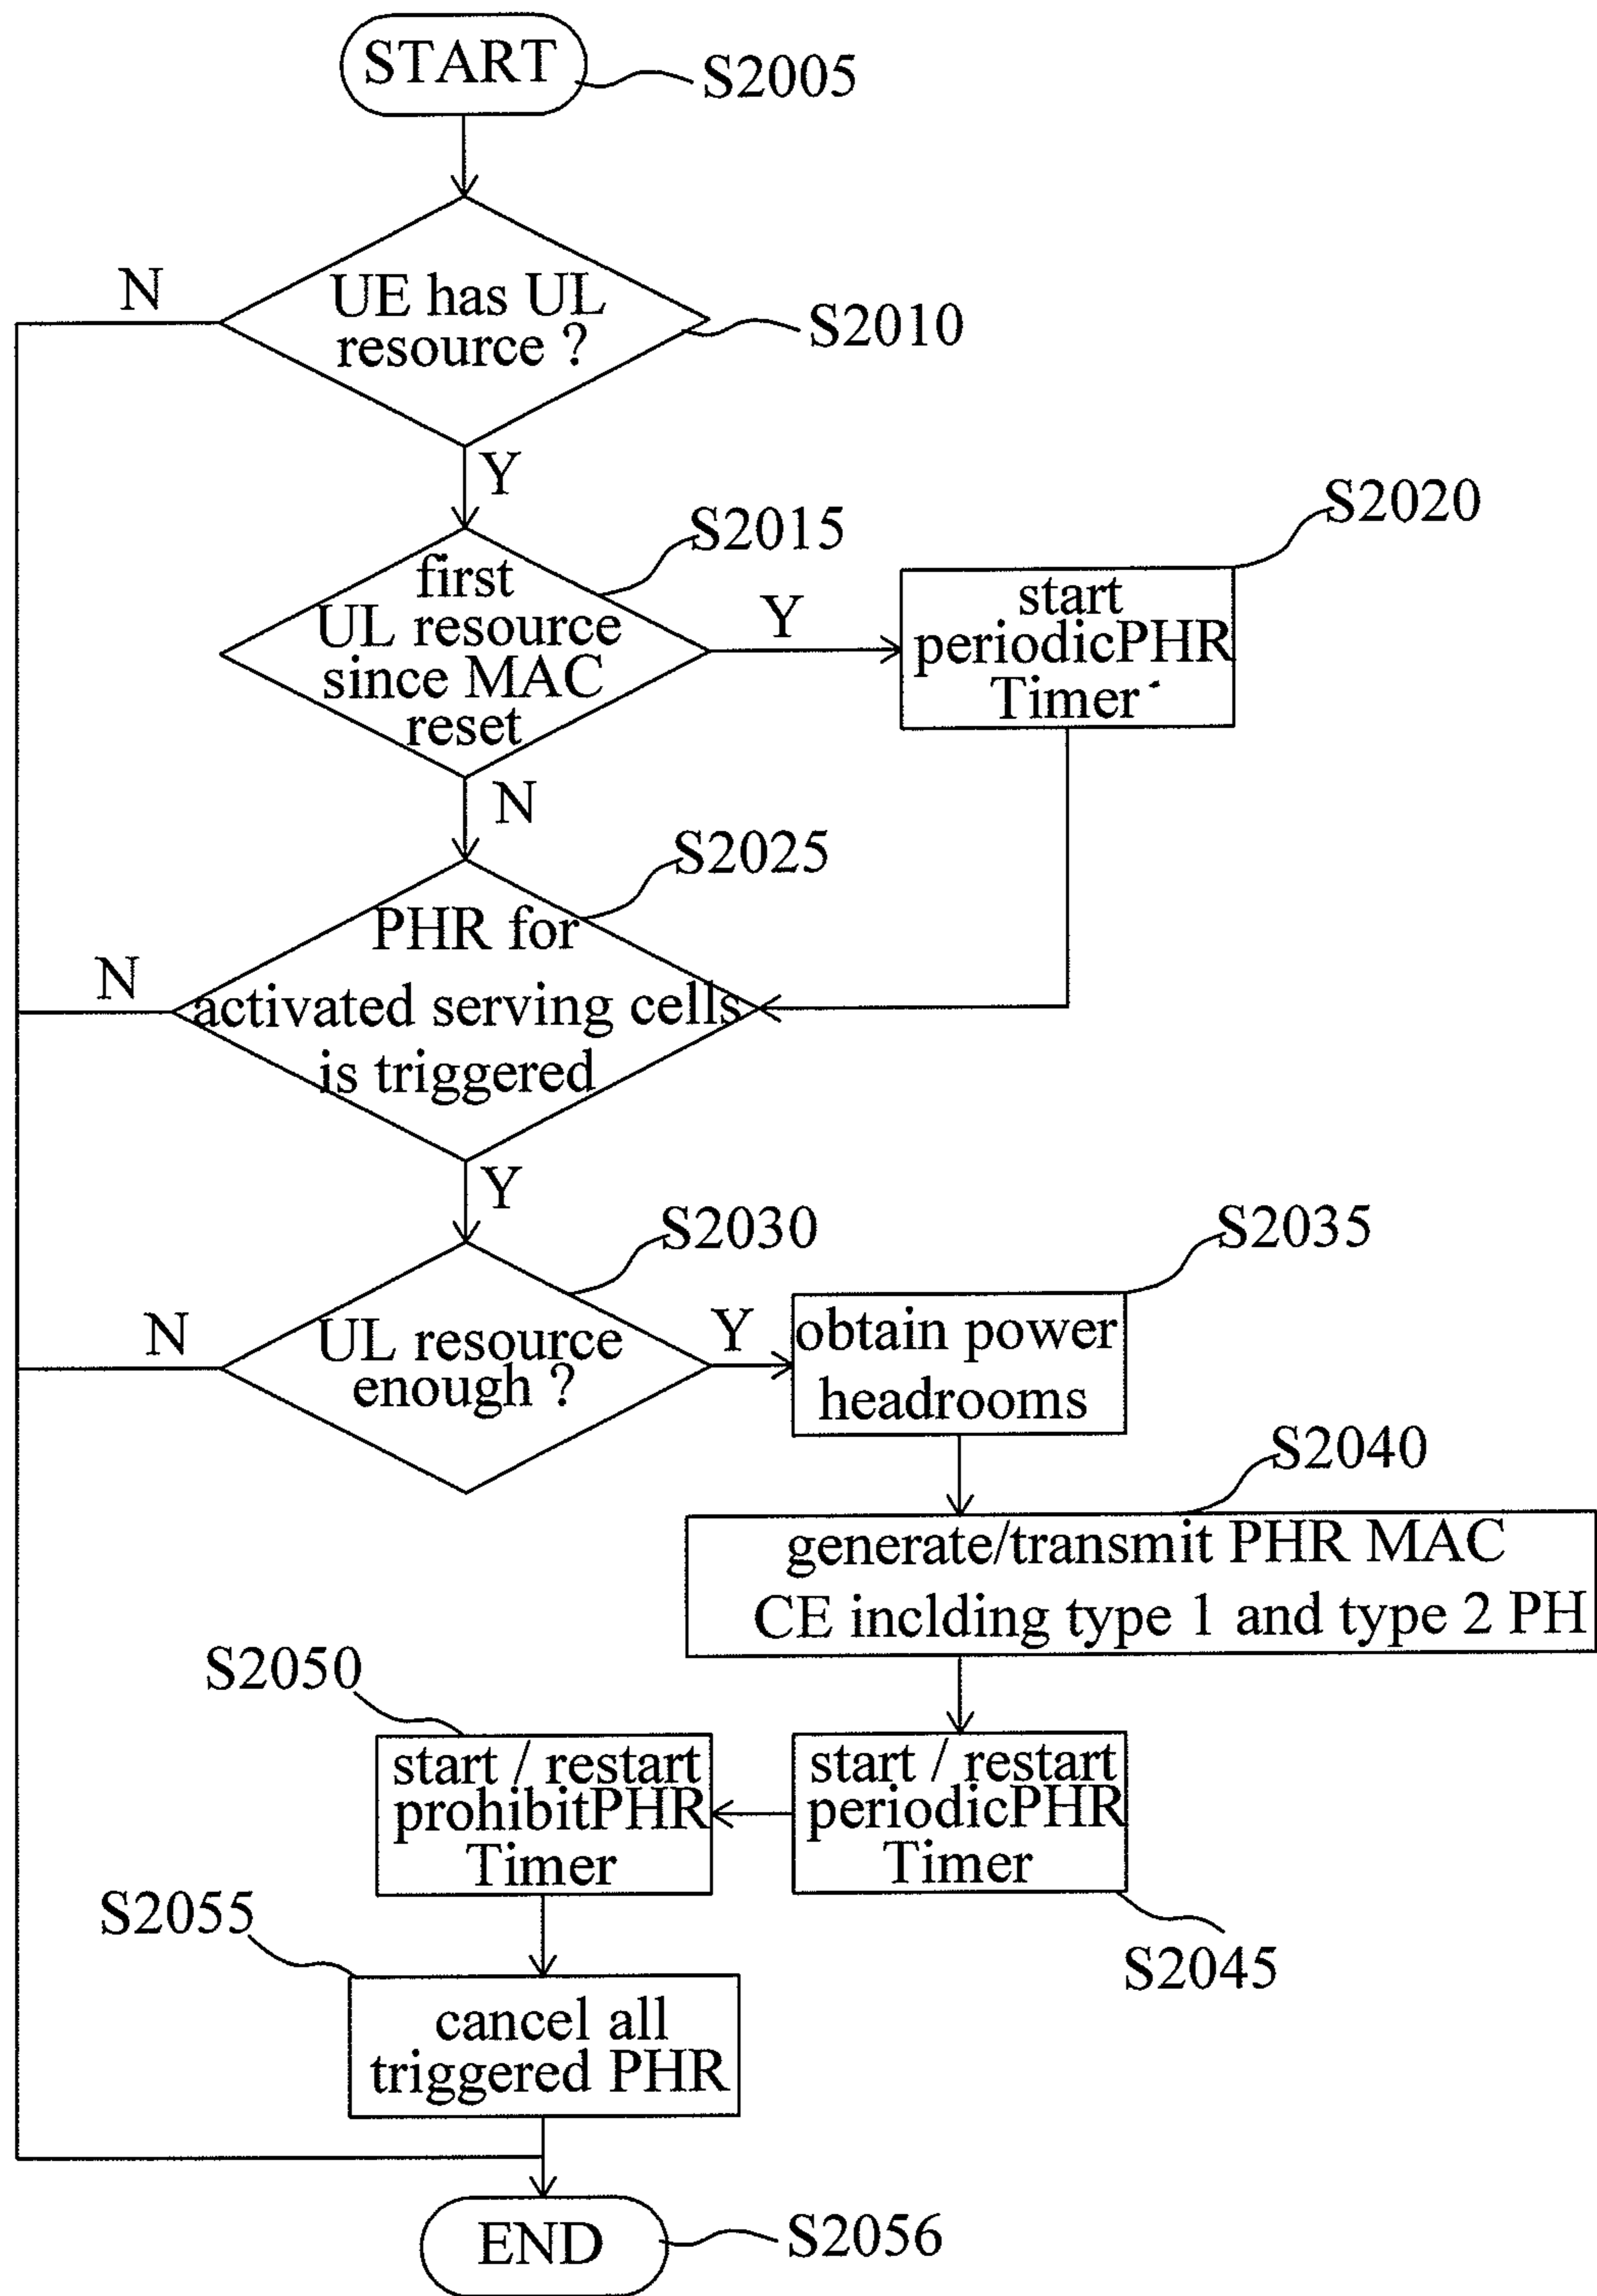 START
S2005
N
UE has UL
resource ?
S2010
Y
S2015
first
UL resource
since MAC
reset
Y
S2020
start
periodicPHR
Timer
N
S2025
PHR for
activated serving cells
is triggered
N
Y
S2030
UL resource
enough ?
N
Y
S2035
obtain power
headrooms
S2040
generate/transmit PHR MAC
CE inclding type 1 and type 2 PH
S2050
start / restart
prohibitPHR
Timer
start / restart
periodicPHR
Timer
S2045
S2055
cancel all
triggered PHR
END
S2056